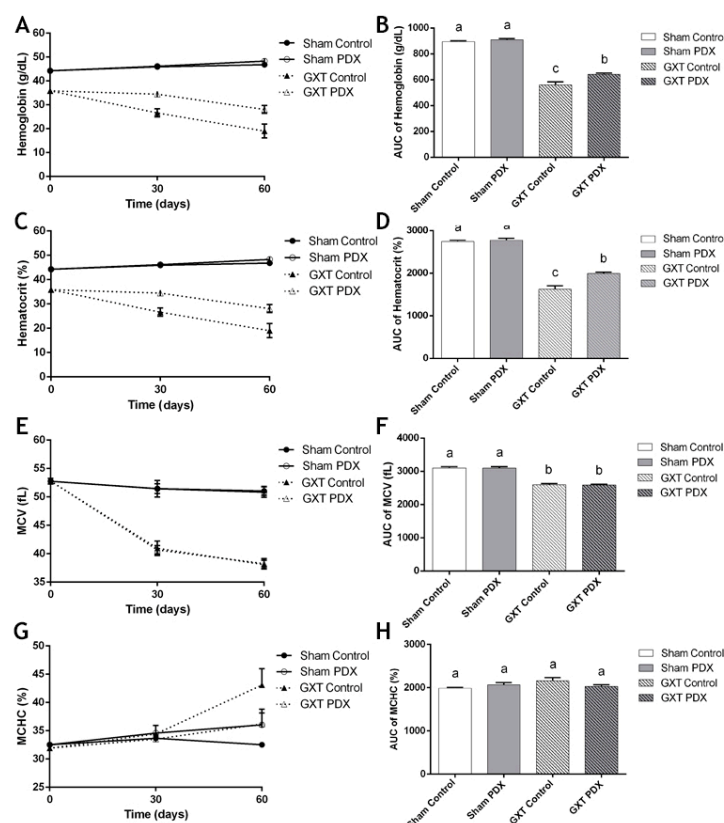 A
Hemoglobin (g/dL)
60
50
40
30
20
10
0
0 30 60
Time (days)
Sham Control
Sham PDX
GXT Control
GXT PDX
B
AUC of Hemoglobin (g/dL)
1000
800
600
400
200
0
a a c b
Sham Control
Sham PDX
GXT Control
GXT PDX
Sham Contro
Sham PDX
GXT Control
GXT PDX
C
Hematocrit (%)
60
50
40
30
20
10
0
0 30 60
Time (days)
Sham Control
Sham PDX
GXT Control
GXT PDX
D
AUC of Hematocrit (%)
3000
2000
1000
0
a a c b
Sham Control
Sham PDX
GXT Control
GXT PDX
Sham Contro
Sham PDX
GXT Control
GXT PDX
E
MCV (fL)
60
55
50
45
40
35
0 30 60
Time (days)
Sham Control
Sham PDX
GXT Control
GXT PDX
F
AUC of MCV (fL)
4000
3000
2000
1000
0
a a b b
Sham Control
Sham PDX
GXT Control
GXT PDX
Sham Control
Sham PDX
GXT Control
GXT PDX
G
MCHC (%)
50
45
40
35
30
25
0 30 60
Time (days)
Sham Control
Sham PDX
GXT Control
GXT PDX
H
AUC of MCHC (%)
3000
2000
1000
0
a a a a
Sham Control
Sham PDX
GXT Control
GXT PDX
Sham Control
Sham PDX
GXT Control
GXT PDX